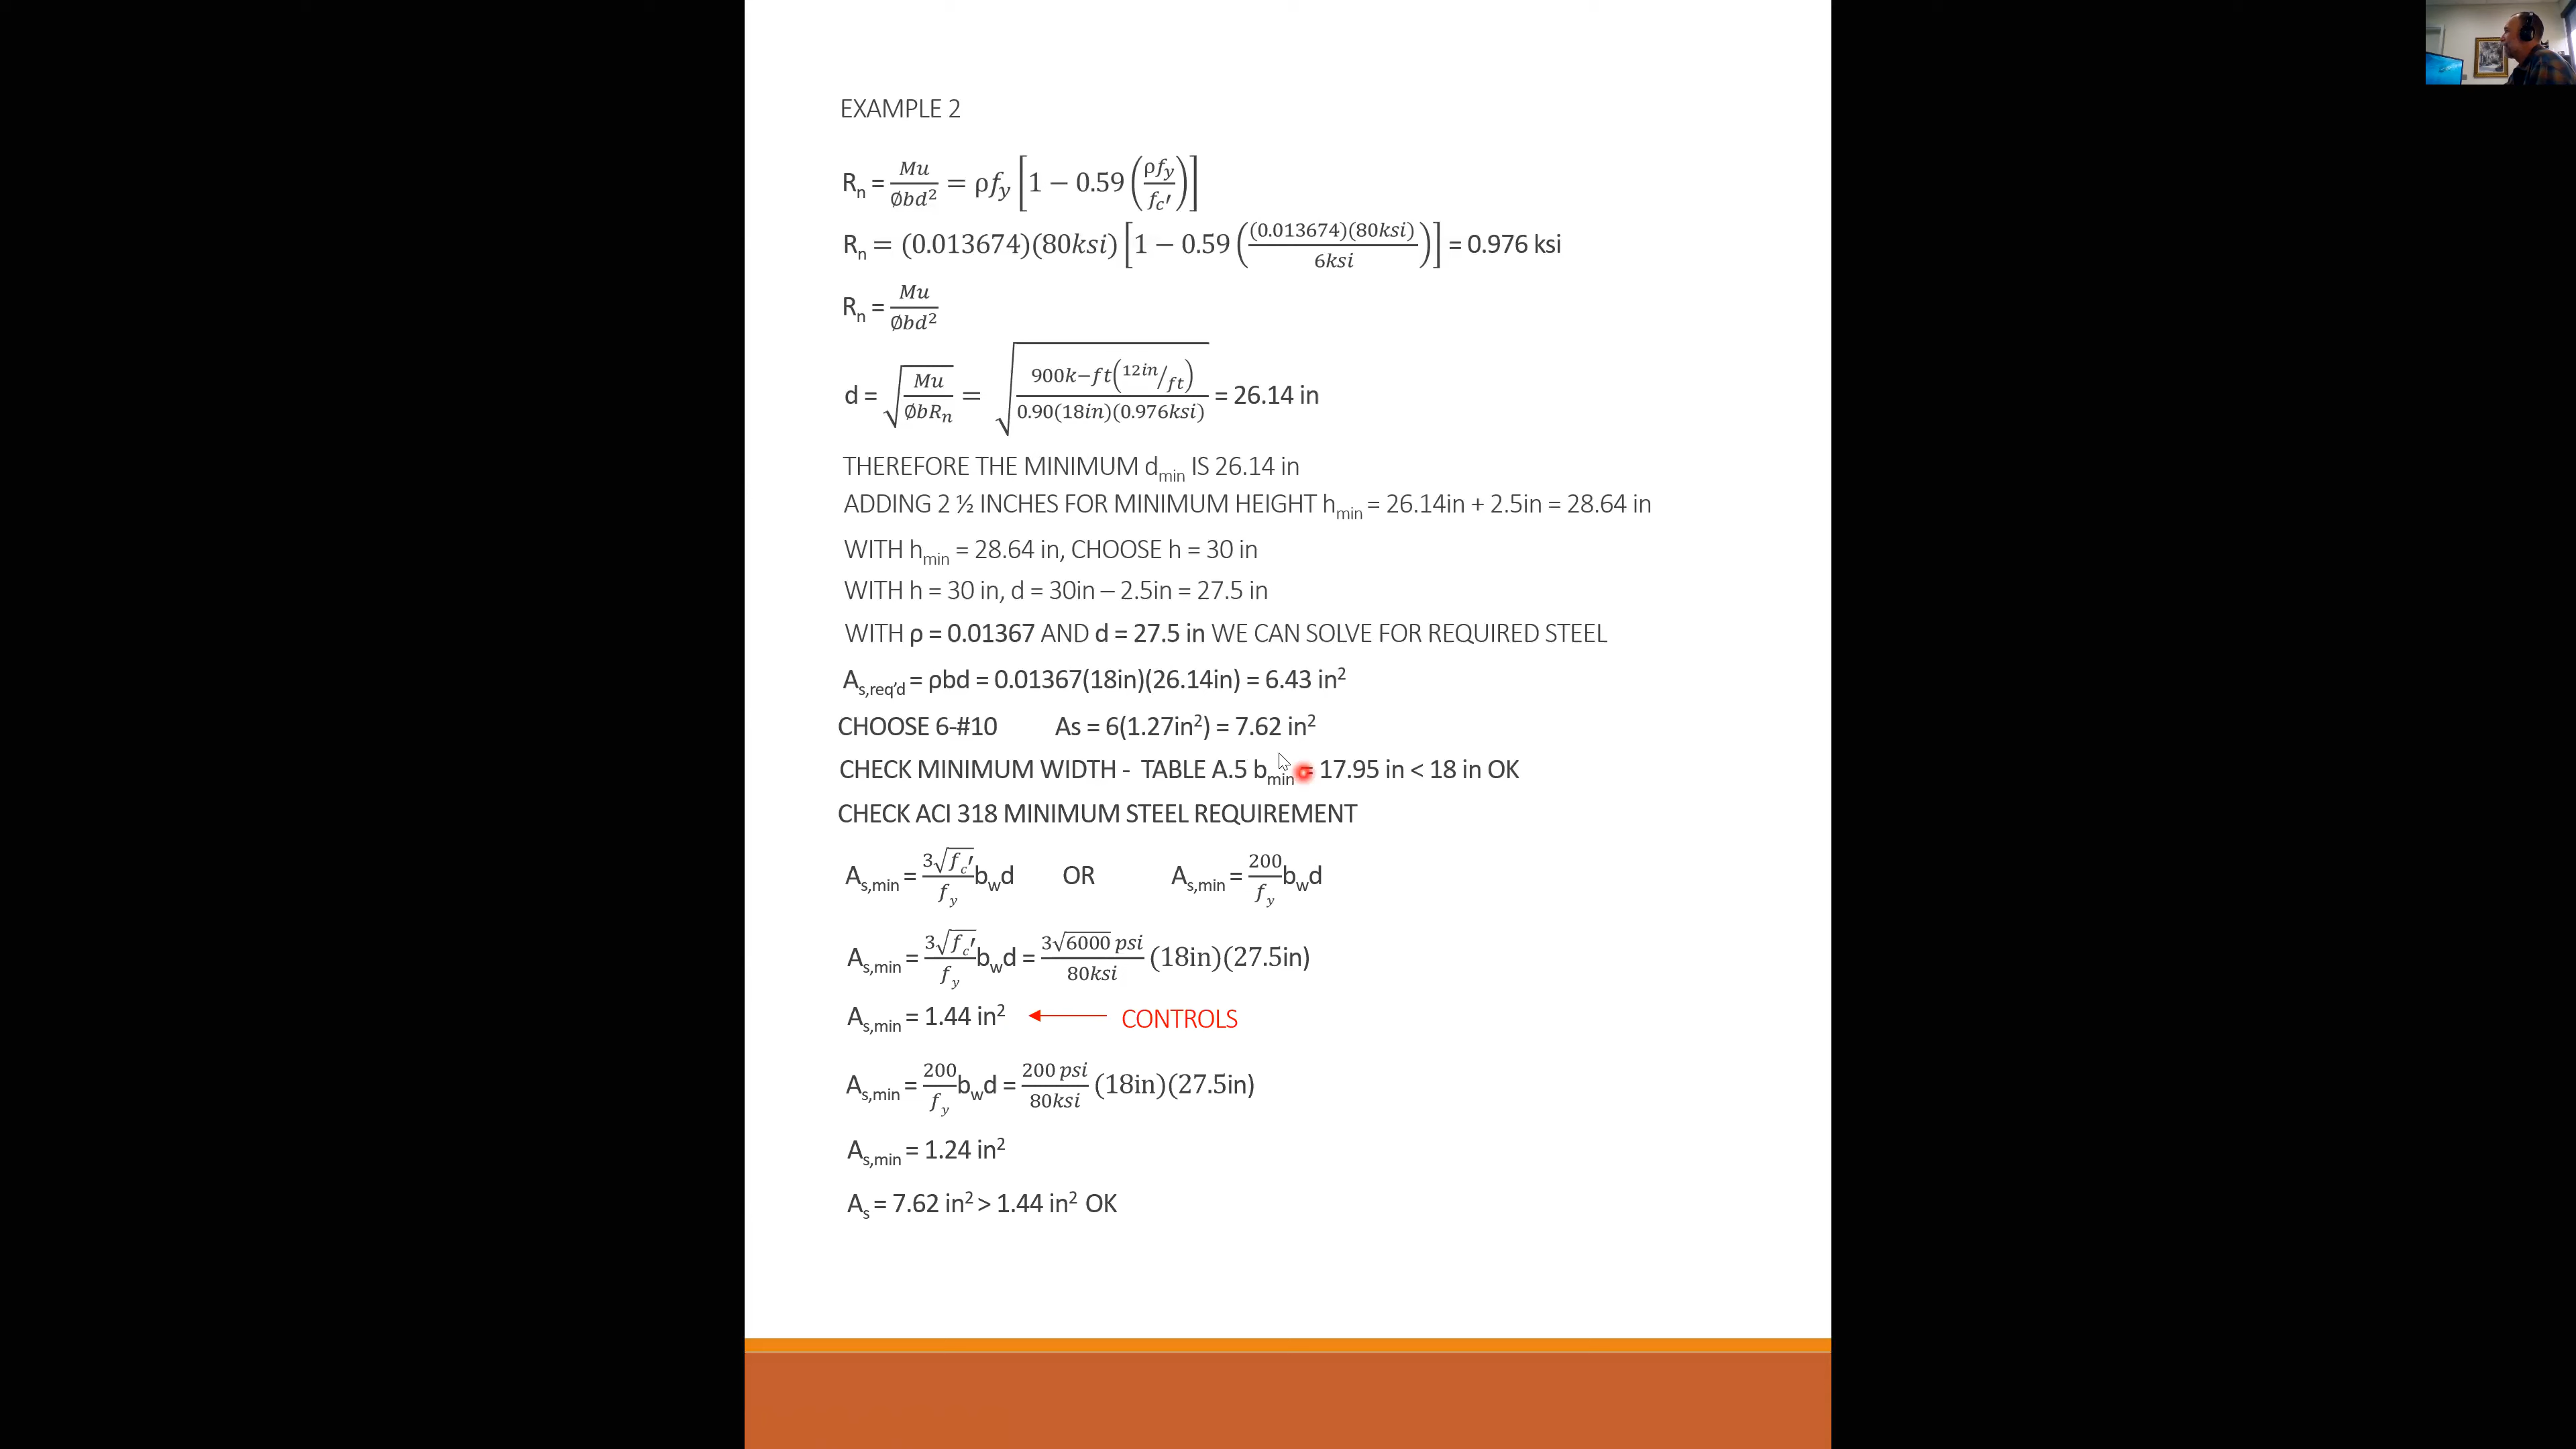 EXAMPLE 2
Rn = Mu/∅bd² = ρfy [1 − 0.59 (ρfy/fc′)]
Rn = (0.013674)(80ksi) [1 − 0.59 ((0.013674)(80ksi)/6ksi)] = 0.976 ksi
Rn = Mu/∅bd²
d = √(Mu/∅bRn) = √(900k−ft(12in/ft)/0.90(18in)(0.976ksi)) = 26.14 in
THEREFORE THE MINIMUM dmin IS 26.14 in
ADDING 2 ½ INCHES FOR MINIMUM HEIGHT hmin = 26.14in + 2.5in = 28.64 in
WITH hmin = 28.64 in, CHOOSE h = 30 in
WITH h = 30 in, d = 30in – 2.5in = 27.5 in
WITH ρ = 0.01367 AND d = 27.5 in WE CAN SOLVE FOR REQUIRED STEEL
As,req'd = ρbd = 0.01367(18in)(26.14in) = 6.43 in²
CHOOSE 6-#10 As = 6(1.27in²) = 7.62 in²
CHECK MINIMUM WIDTH - TABLE A.5 bmin = 17.95 in < 18 in OK
CHECK ACI 318 MINIMUM STEEL REQUIREMENT
As,min = 3√fc′/fy bwd OR As,min = 200/fy bwd
As,min = 3√fc′/fy bwd = 3√6000 psi/80ksi (18in)(27.5in)
As,min = 1.44 in² CONTROLS
As,min = 200/fy bwd = 200 psi/80ksi (18in)(27.5in)
As,min = 1.24 in²
As = 7.62 in² > 1.44 in² OK